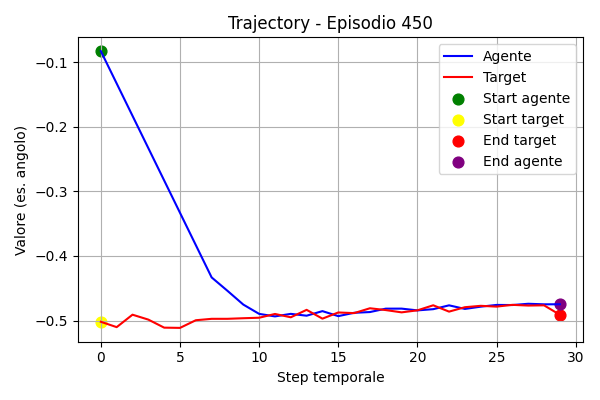 Trajectory - Episodio 450
Agente
Target
Start agente
Start target
End target
End agente
Valore (es. angolo)
−0.1
−0.2
−0.3
−0.4
−0.5
0 5 10 15 20 25 30
Step temporale